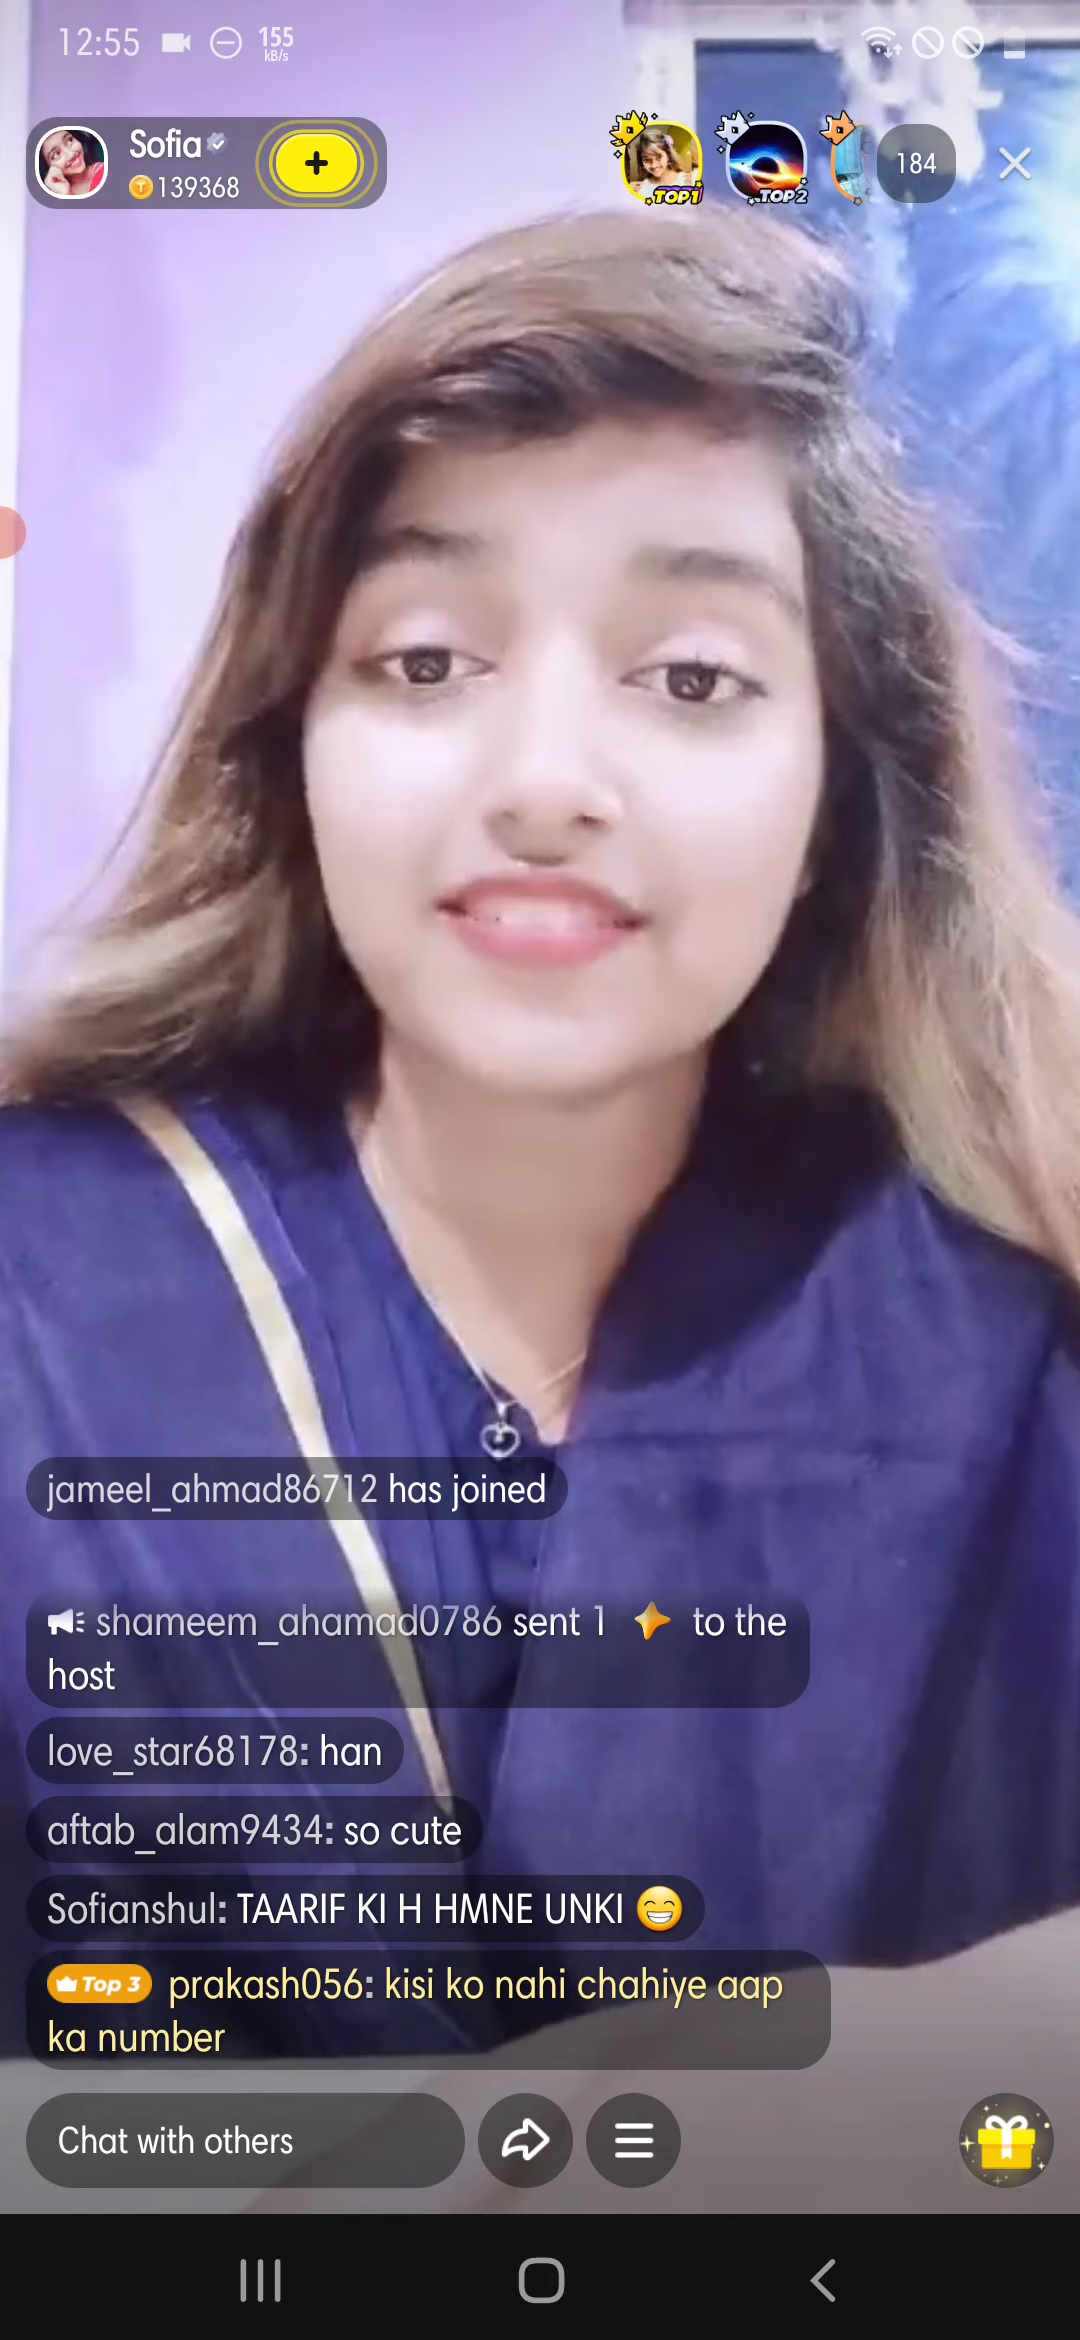 12:55
155
kB/s
Sofia
139368
TOP1
TOP2
184
jameel_ahmad86712 has joined
shameem_ahamad0786 sent 1 to the
host
love_star68178: han
aftab_alam9434: so cute
Sofianshul: TAARIF KI H HMNE UNKI 😁
Top 3 prakash056: kisi ko nahi chahiye aap
ka number
Chat with others